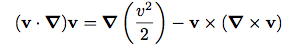 (v · ∇)v = ∇(v²/2) − v × (∇ × v)